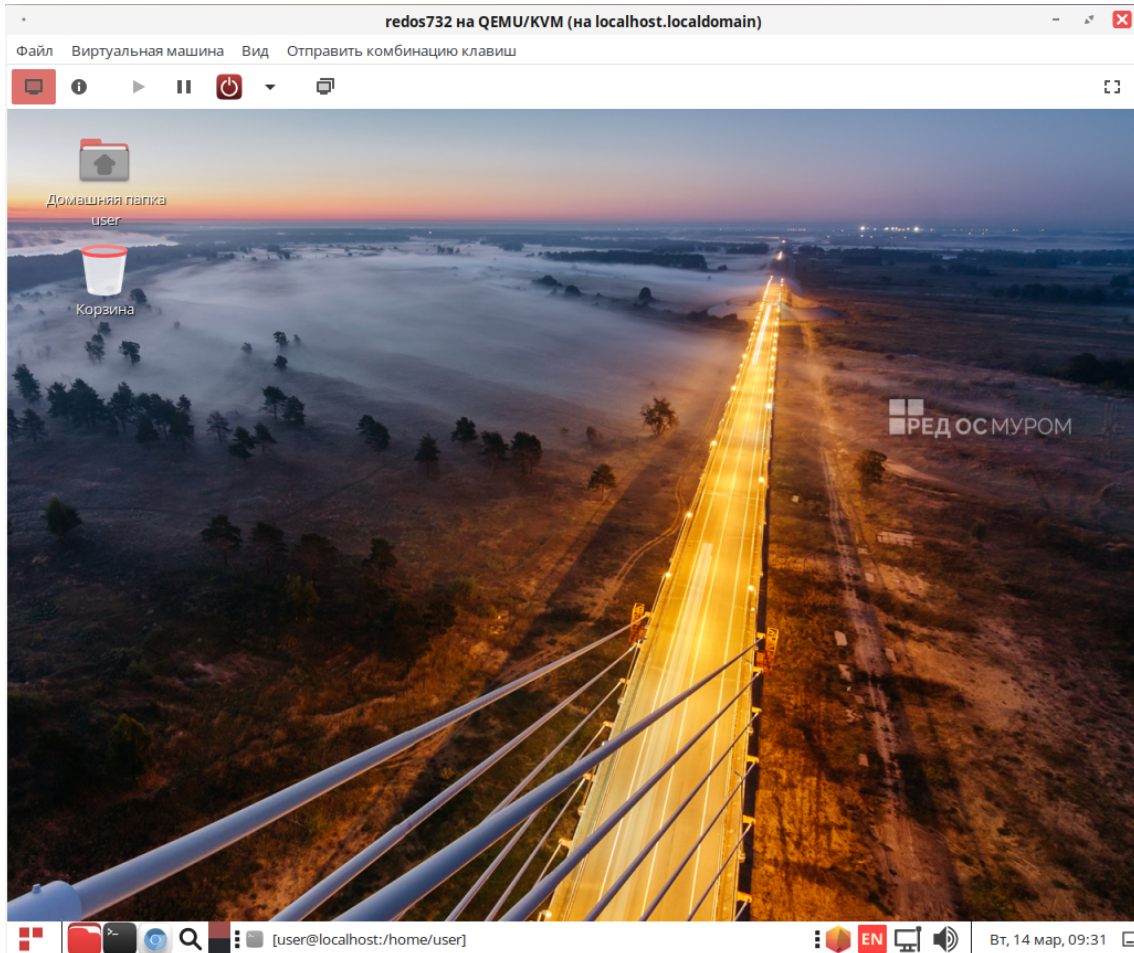 redos732 на QEMU/KVM (на localhost.localdomain)
Файл Виртуальная машина Вид Отправить комбинацию клавиш
Домашняя папка
user
Корзина
РЕД ОС МУРОМ
[user@localhost:/home/user]
EN
Вт, 14 мар, 09:31